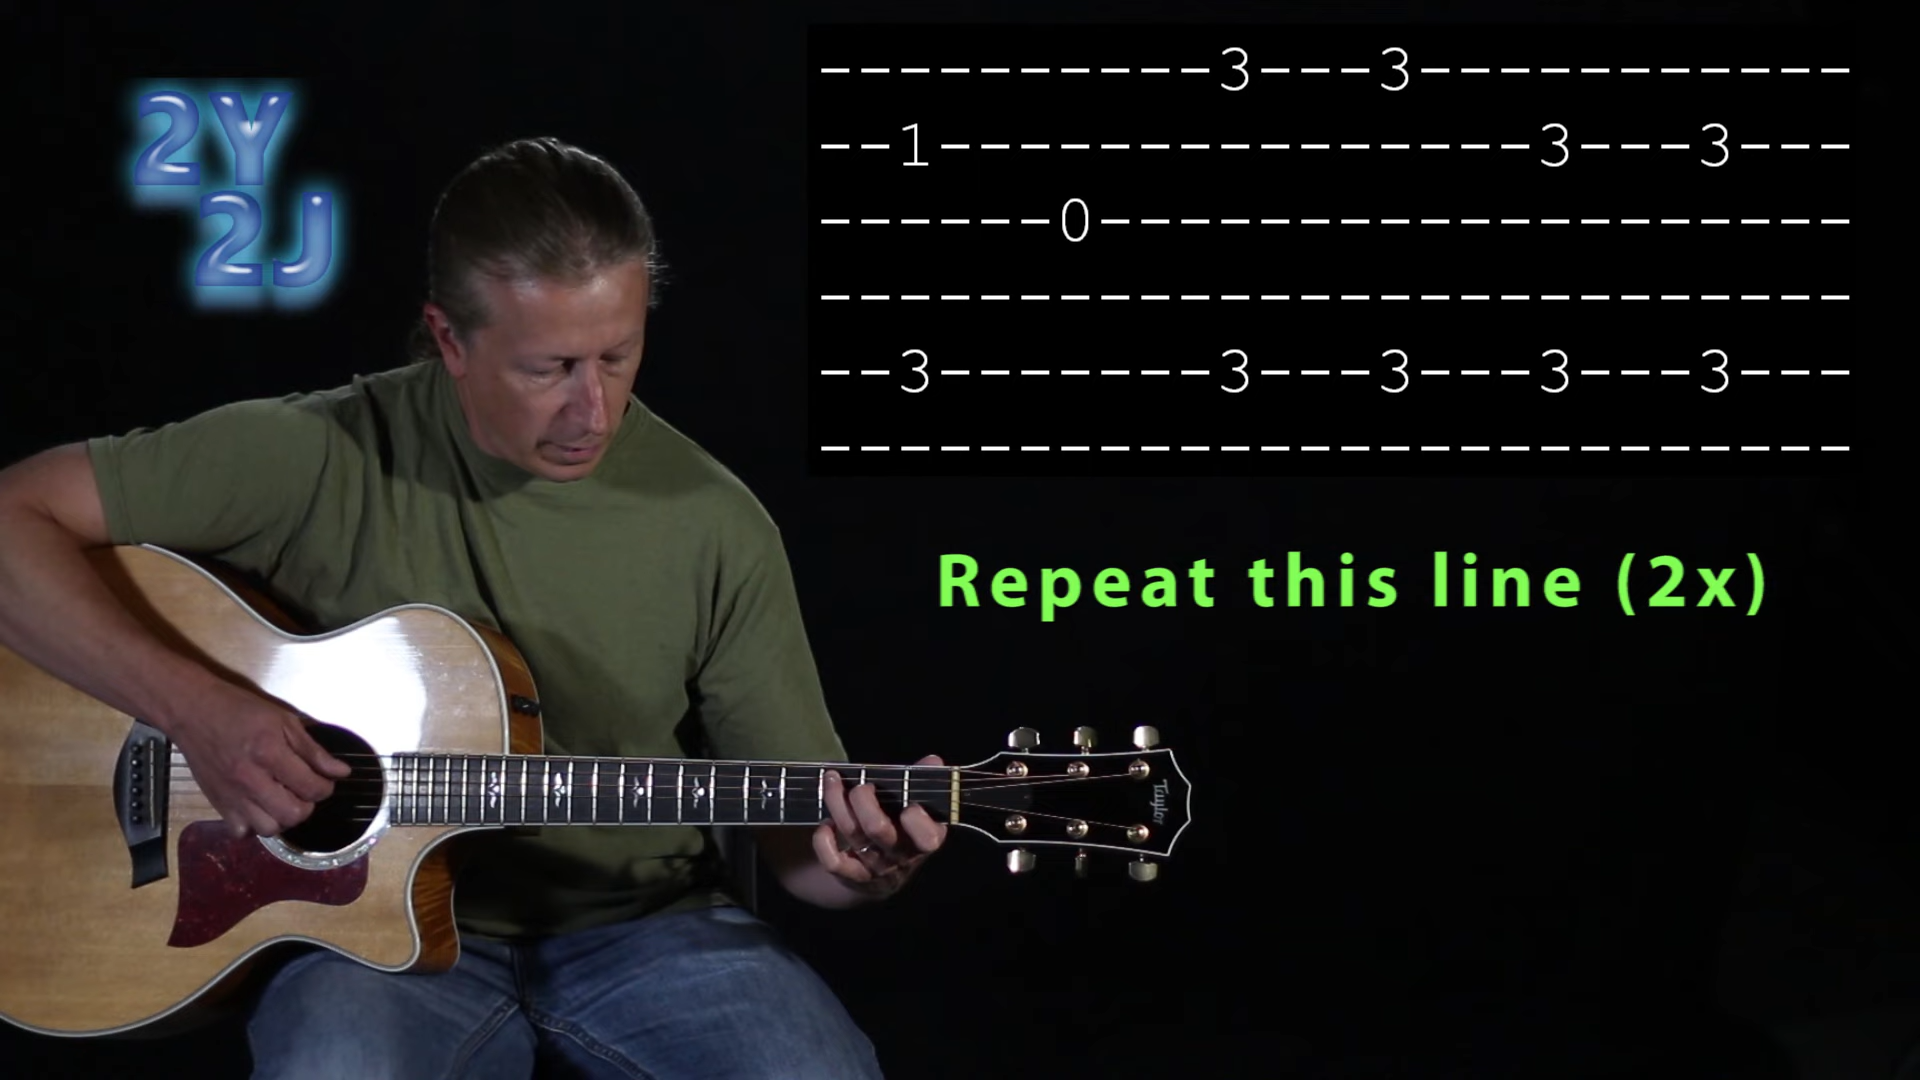 2Y
2J
----------3---3-----------
--1---------------3---3---
------0-------------------
--------------------------
--3-------3---3---3---3---
--------------------------
Repeat this line (2x)
Taylor